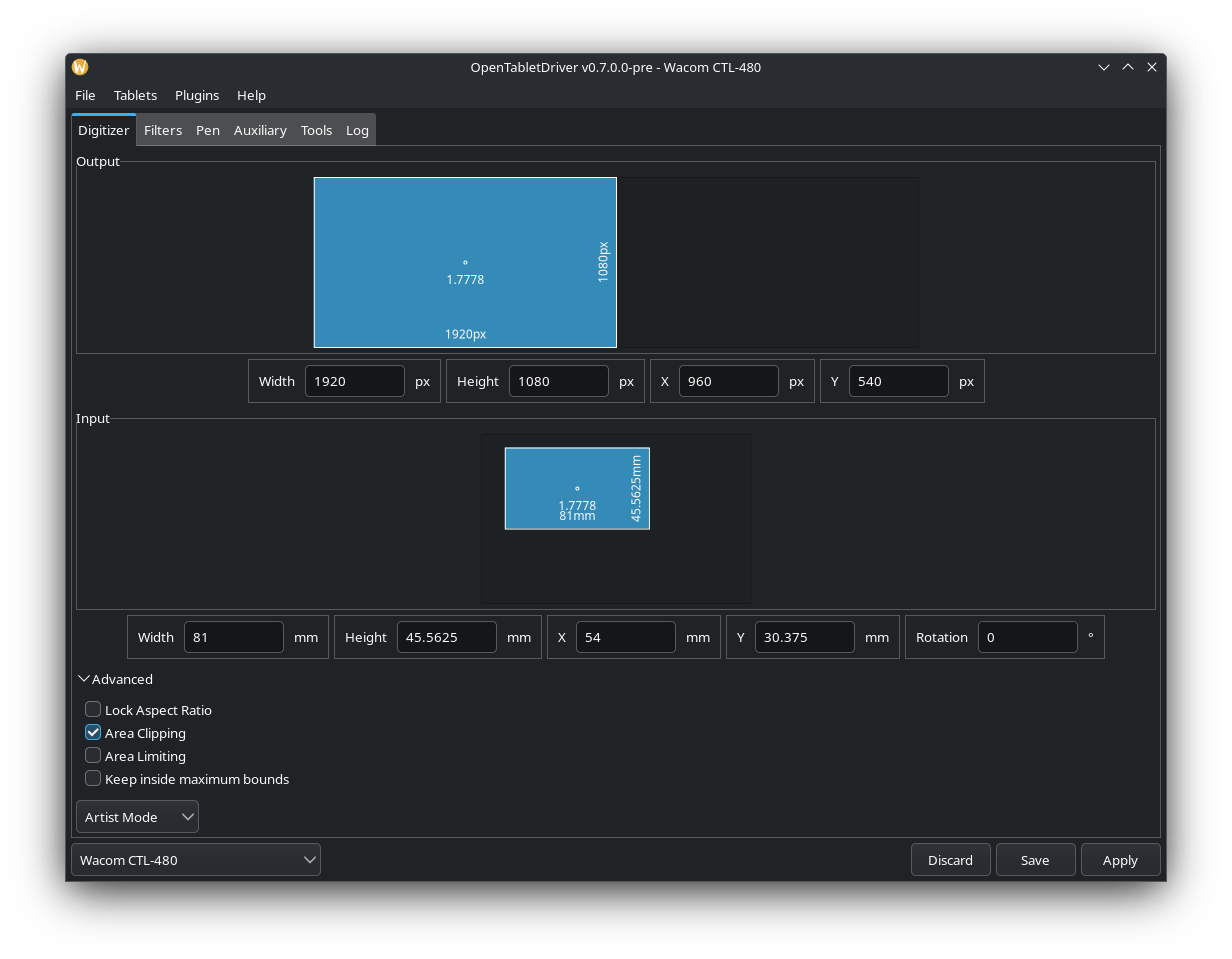 OpenTabletDriver v0.7.0.0-pre - Wacom CTL-480
File Tablets Plugins Help
Digitizer Filters Pen Auxiliary Tools Log
Output
1080px
1.7778
1920px
Width 1920 px Height 1080 px X 960 px Y 540 px
Input
45.5625mm
1.7778
81mm
Width 81 mm Height 45.5625 mm X 54 mm Y 30.375 mm Rotation 0 °
Advanced
Lock Aspect Ratio
Area Clipping
Area Limiting
Keep inside maximum bounds
Artist Mode
Wacom CTL-480 Discard Save Apply